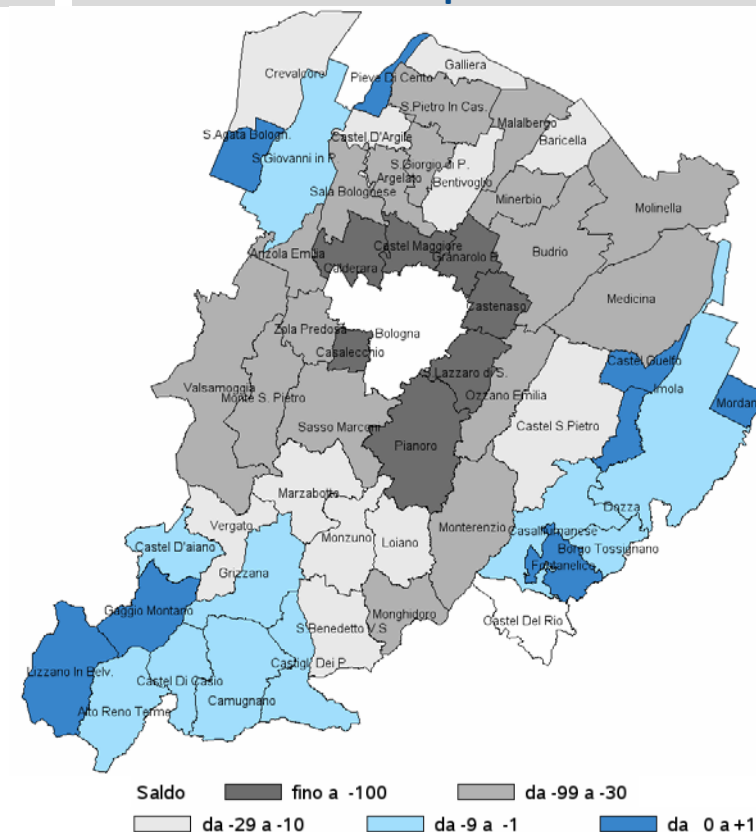 Galliera
Crevalcore
Pieve Di Cento
S.Pietro In Cas.
Malalbergo
S.Agata Bologn.
Castel D'Argile
Baricella
S.Giovanni in P.
S.Giorgio di P.
Argelato
Bentivoglio
Sala Bolognese
Minerbio
Molinella
Castel Maggiore
Anzola Emilia
Granarolo E
Budrio
Calderara
Medicina
Castenaso
Zola Predosa
Bologna
Casalecchio
Castel Guelfo
S.Lazzaro di S.
Valsamoggia
Monte S. Pietro
Ozzano Emilia
Imola
Mordan
Sasso Marconi
Castel S.Pietro
Pianoro
Marzabotto
Dozza
Vergato
Monzuno
Loiano
Monterenzio
Casalfiumanese
Castel D'aiano
Borgo Tossignano
Grizzana
Fontanelice
Gaggio Montano
Monghidoro
S.Benedetto V.S
Castel Del Rio
Lizzano In Belv.
Castigl. Dei P.
Castel Di Casio
Camugnano
Alto Reno Terme
Saldo
fino a -100
da -99 a -30
da -29 a -10
da -9 a -1
da 0 a +1